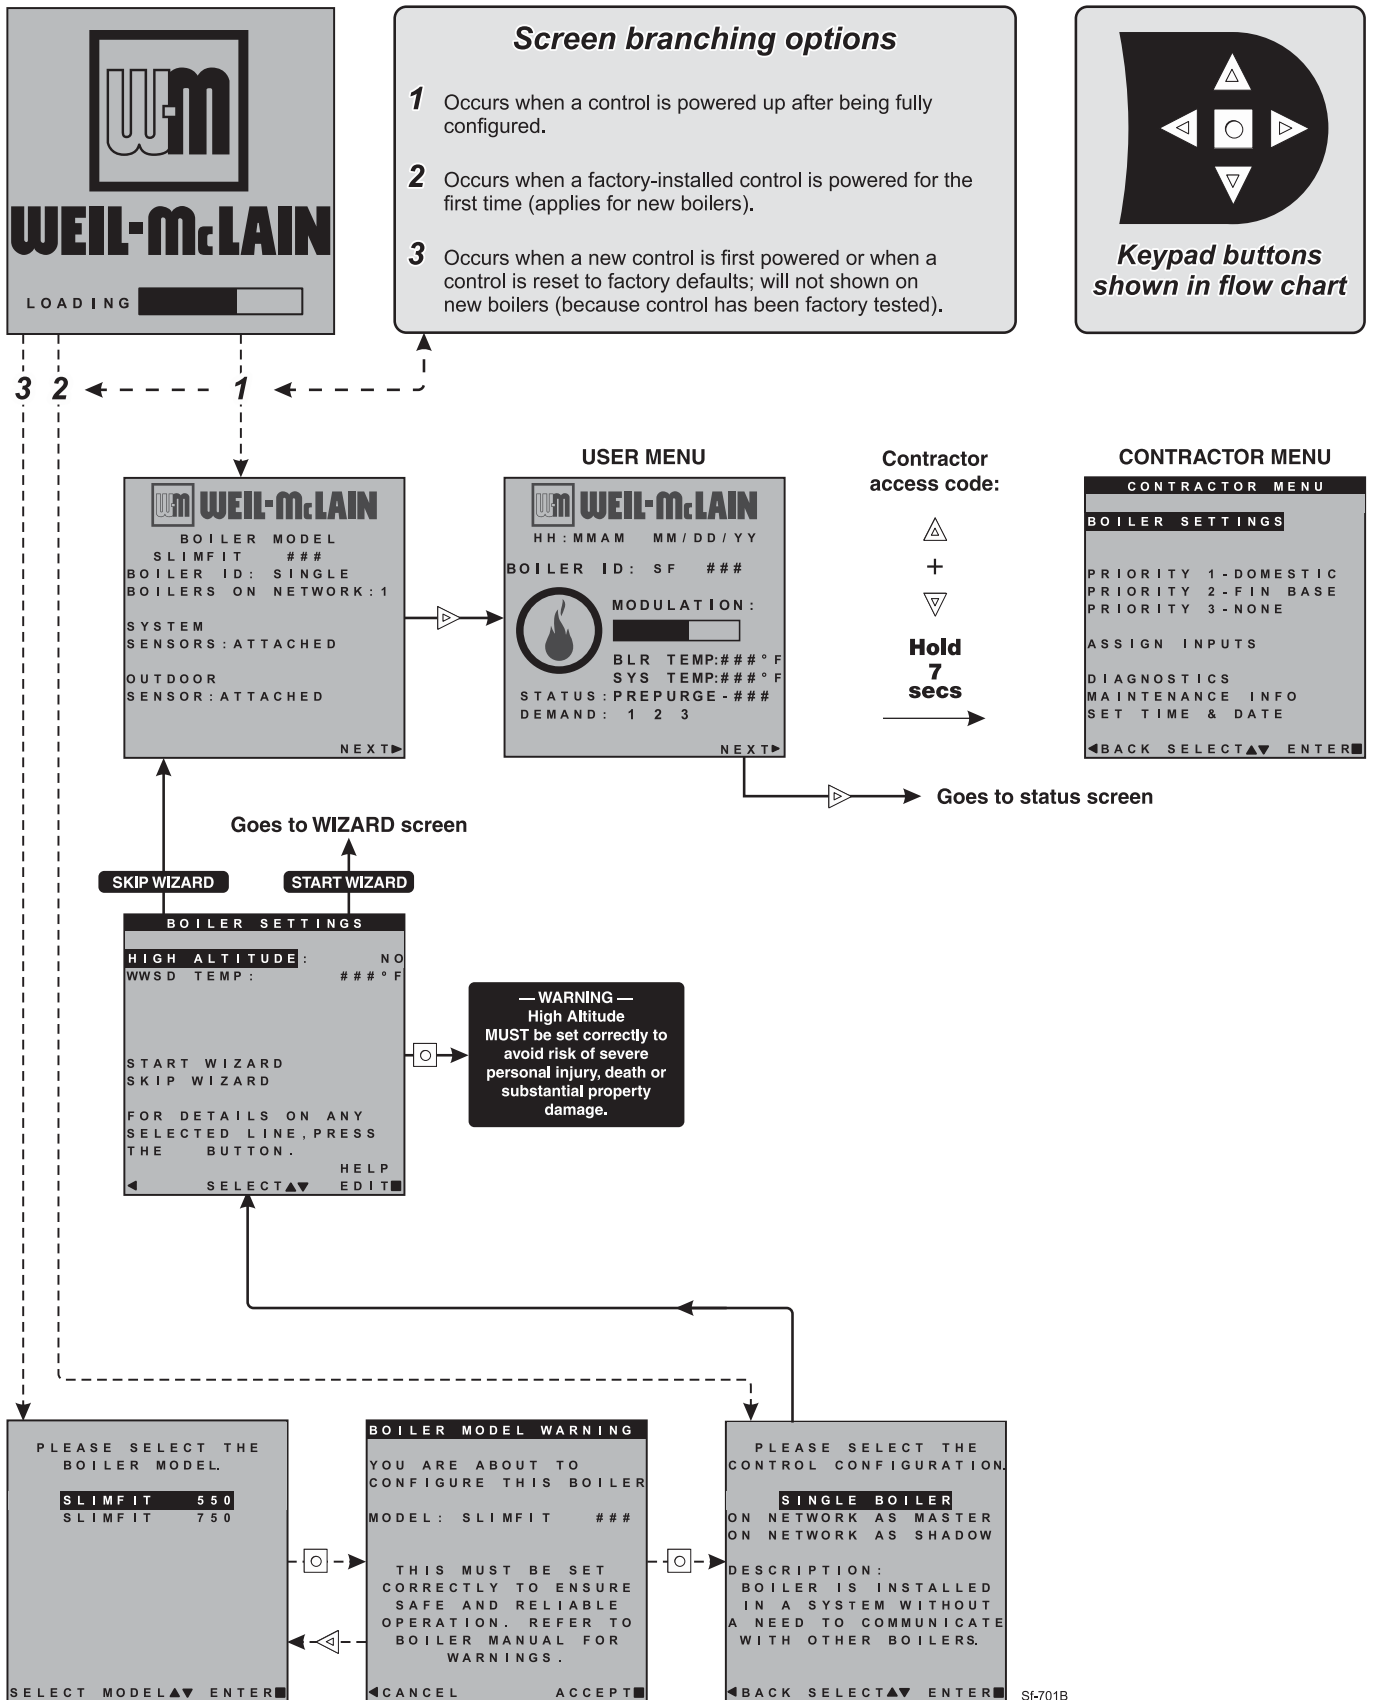 W-M
WEIL-McLAIN
LOADING
Screen branching options
1 Occurs when a control is powered up after being fully
configured.
2 Occurs when a factory-installed control is powered for the
first time (applies for new boilers).
3 Occurs when a new control is first powered or when a
control is reset to factory defaults; will not shown on
new boilers (because control has been factory tested).
Keypad buttons
shown in flow chart
3 2 1
W-M WEIL-McLAIN
BOILER MODEL
SLIMFIT ###
BOILER ID: SINGLE
BOILERS ON NETWORK:1
SYSTEM
SENSORS:ATTACHED
OUTDOOR
SENSOR:ATTACHED
NEXT▶
USER MENU
W-M WEIL-McLAIN
HH:MMAM MM/DD/YY
BOILER ID: SF ###
MODULATION:
BLR TEMP:###°F
SYS TEMP:###°F
STATUS:PREPURGE-###
DEMAND: 1 2 3
NEXT▶
Contractor
access code:
+
Hold
7
secs
CONTRACTOR MENU
CONTRACTOR MENU
BOILER SETTINGS
PRIORITY 1-DOMESTIC
PRIORITY 2-FIN BASE
PRIORITY 3-NONE
ASSIGN INPUTS
DIAGNOSTICS
MAINTENANCE INFO
SET TIME & DATE
◀BACK SELECT▲▼ ENTER■
Goes to status screen
Goes to WIZARD screen
SKIP WIZARD
START WIZARD
BOILER SETTINGS
HIGH ALTITUDE: NO
WWSD TEMP: ###°F
START WIZARD
SKIP WIZARD
FOR DETAILS ON ANY
SELECTED LINE,PRESS
THE BUTTON.
HELP
◀ SELECT▲▼ EDIT■
— WARNING —
High Altitude
MUST be set correctly to
avoid risk of severe
personal injury, death or
substantial property
damage.
PLEASE SELECT THE
BOILER MODEL.
SLIMFIT 550
SLIMFIT 750
SELECT MODEL▲▼ ENTER■
BOILER MODEL WARNING
YOU ARE ABOUT TO
CONFIGURE THIS BOILER
MODEL: SLIMFIT ###
THIS MUST BE SET
CORRECTLY TO ENSURE
SAFE AND RELIABLE
OPERATION. REFER TO
BOILER MANUAL FOR
WARNINGS.
◀CANCEL ACCEPT■
PLEASE SELECT THE
CONTROL CONFIGURATION.
SINGLE BOILER
ON NETWORK AS MASTER
ON NETWORK AS SHADOW
DESCRIPTION:
BOILER IS INSTALLED
IN A SYSTEM WITHOUT
A NEED TO COMMUNICATE
WITH OTHER BOILERS.
◀BACK SELECT▲▼ ENTER■
Sf-701B